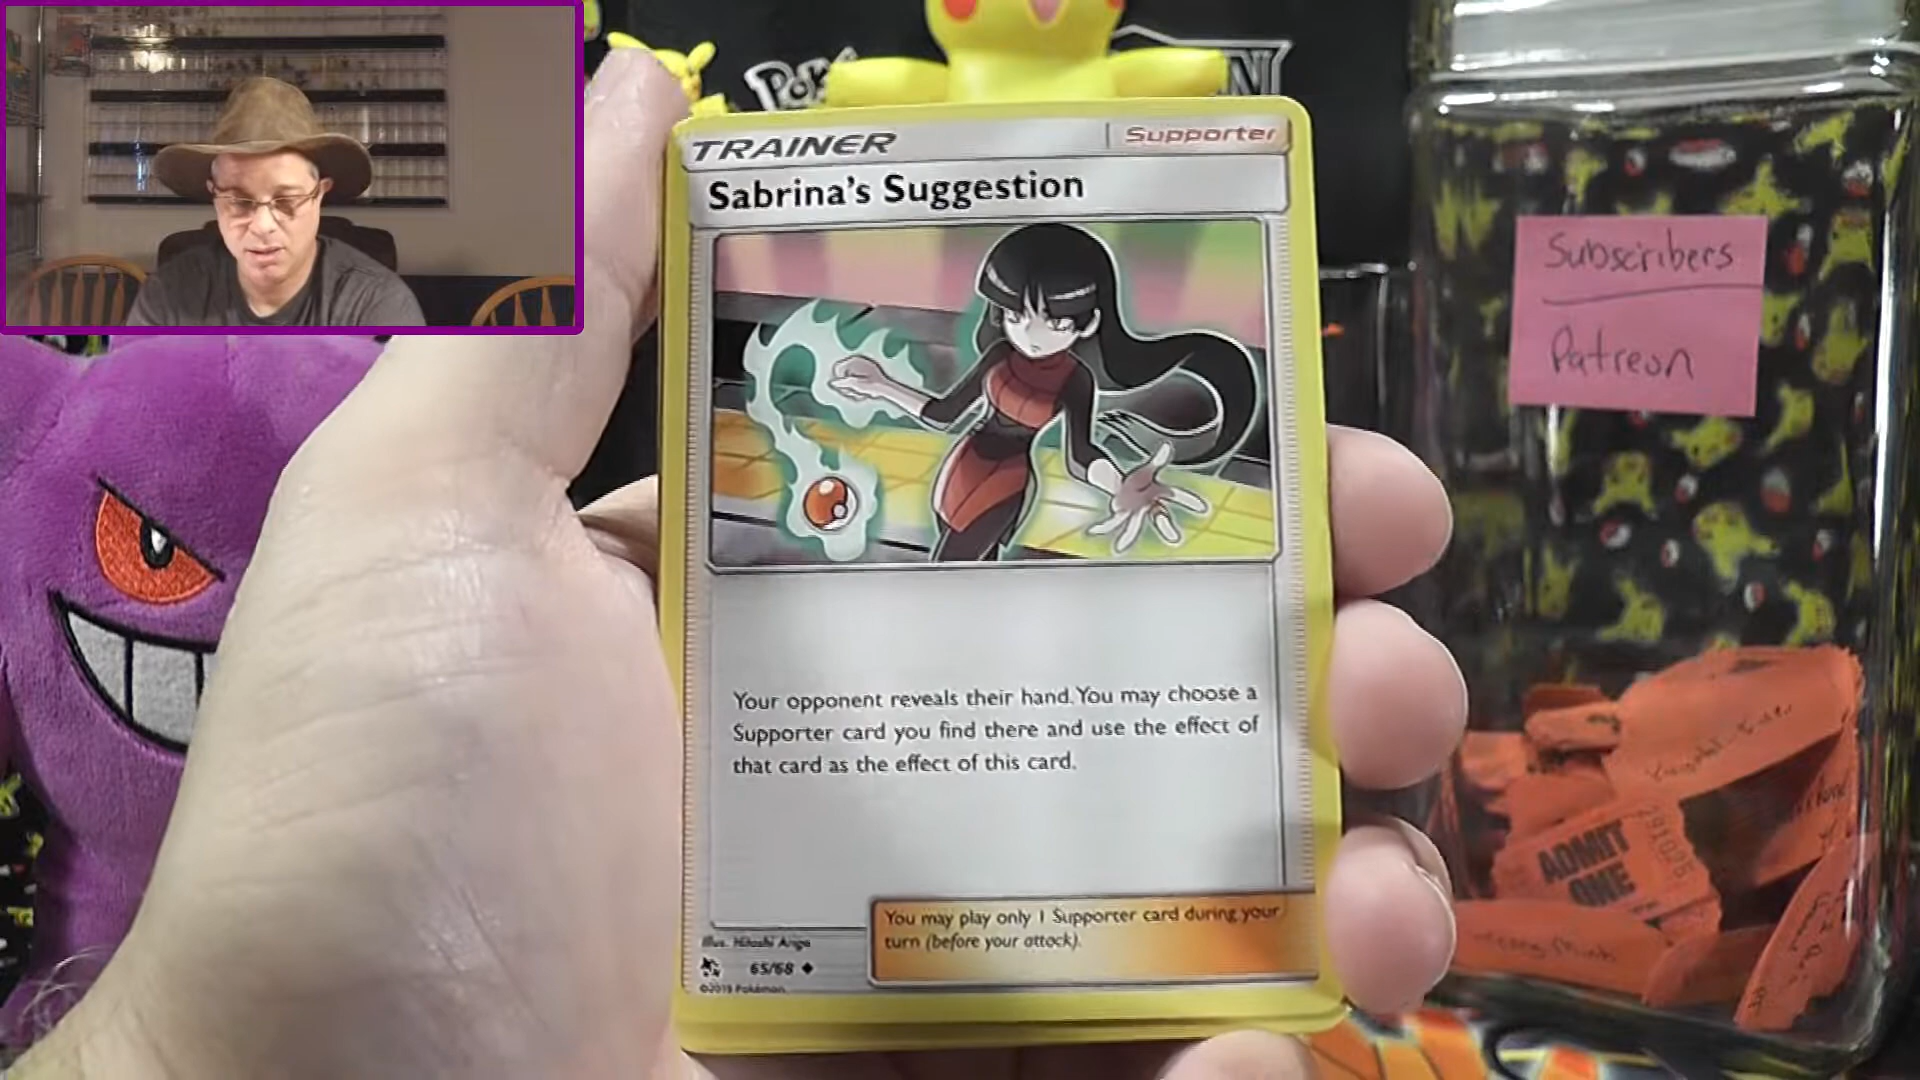 TRAINER
Supporter
Sabrina's Suggestion
Your opponent reveals their hand. You may choose a
Supporter card you find there and use the effect of
that card as the effect of this card.
You may play only 1 Supporter card during your
turn (before your attack).
Illus. Hitoshi Ariga
65/68
©2019 Pokémon
Subscribers
Patreon
ADMIT
ONE